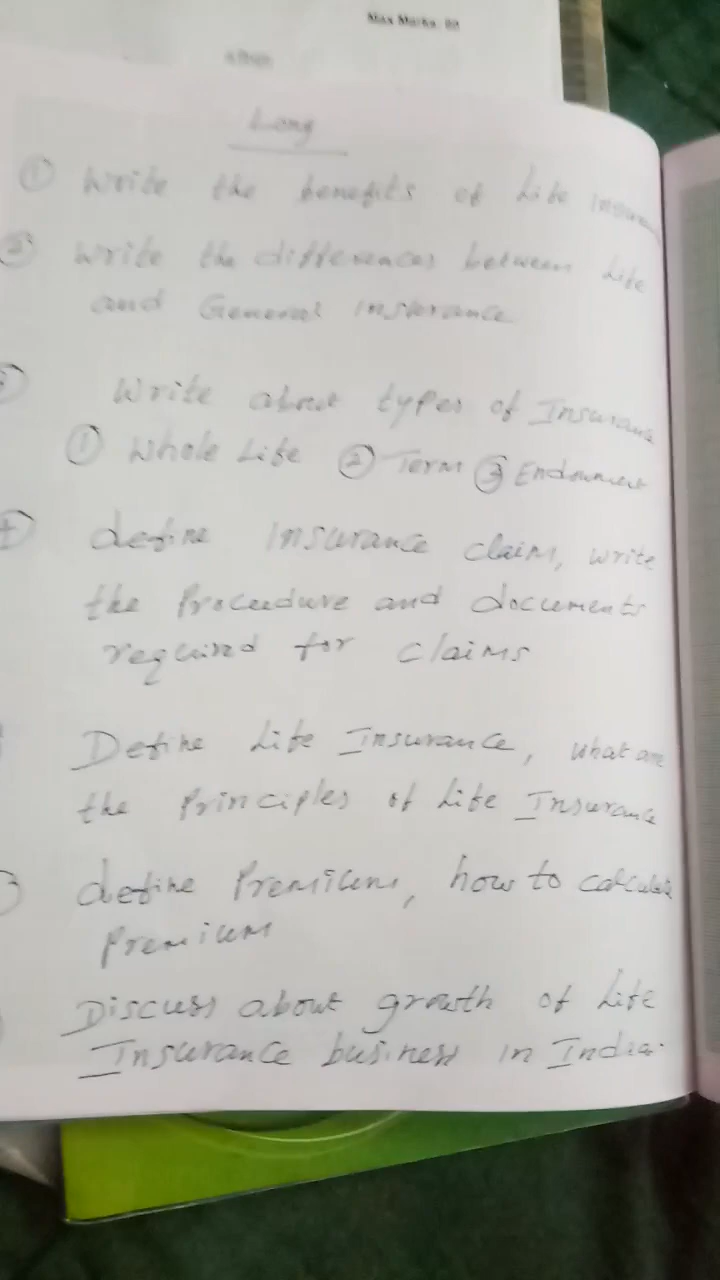 Max Marks: 80
Long
① Write the benefits of Life
② Write the differences between Life
and General Insurance
Write about types of Insurance
① Whole Life ② Term ③ Endowment
define insurance claim, write
the Proceedure and documents
required for claims
Define Life Insurance, what are
the Principles of Life Insurance
define Premium, how to calculate
Premium
Discuss about growth of Life
Insurance business in India.